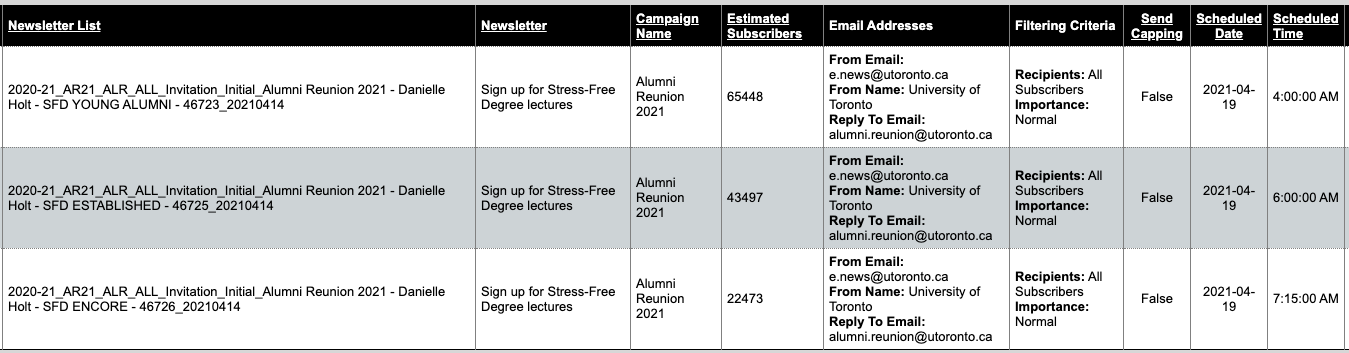 Newsletter List
Newsletter
Campaign
Name
Estimated
Subscribers
Email Addresses
Filtering Criteria
Send
Capping
Scheduled
Date
Scheduled
Time
2020-21_AR21_ALR_ALL_Invitation_Initial_Alumni Reunion 2021 - Danielle
Holt - SFD YOUNG ALUMNI - 46723_20210414
Sign up for Stress-Free
Degree lectures
Alumni
Reunion
2021
65448
From Email:
e.news@utoronto.ca
From Name: University of
Toronto
Reply To Email:
alumni.reunion@utoronto.ca
Recipients: All
Subscribers
Importance:
Normal
False
2021-04-
19
4:00:00 AM
2020-21_AR21_ALR_ALL_Invitation_Initial_Alumni Reunion 2021 - Danielle
Holt - SFD ESTABLISHED - 46725_20210414
Sign up for Stress-Free
Degree lectures
Alumni
Reunion
2021
43497
From Email:
e.news@utoronto.ca
From Name: University of
Toronto
Reply To Email:
alumni.reunion@utoronto.ca
Recipients: All
Subscribers
Importance:
Normal
False
2021-04-
19
6:00:00 AM
2020-21_AR21_ALR_ALL_Invitation_Initial_Alumni Reunion 2021 - Danielle
Holt - SFD ENCORE - 46726_20210414
Sign up for Stress-Free
Degree lectures
Alumni
Reunion
2021
22473
From Email:
e.news@utoronto.ca
From Name: University of
Toronto
Reply To Email:
alumni.reunion@utoronto.ca
Recipients: All
Subscribers
Importance:
Normal
False
2021-04-
19
7:15:00 AM